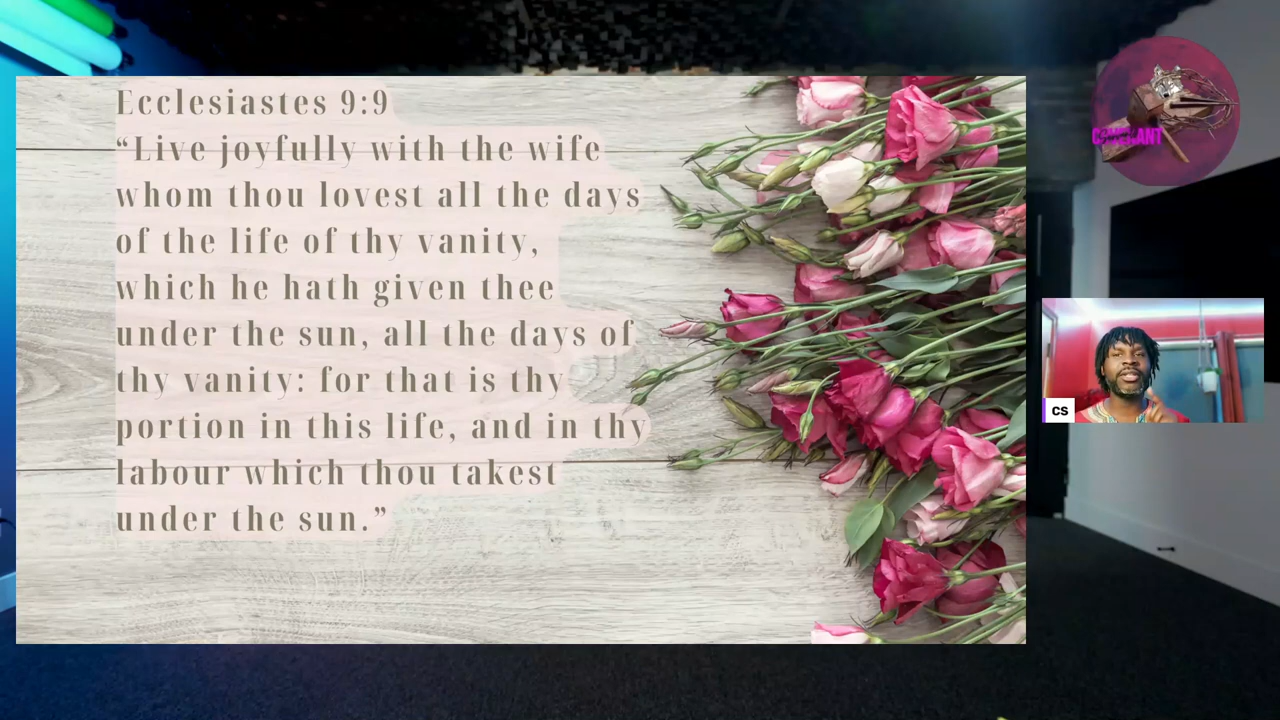 Ecclesiastes 9:9
“Live joyfully with the wife
whom thou lovest all the days
of the life of thy vanity,
which he hath given thee
under the sun, all the days of
thy vanity: for that is thy
portion in this life, and in thy
labour which thou takest
under the sun.”
CS